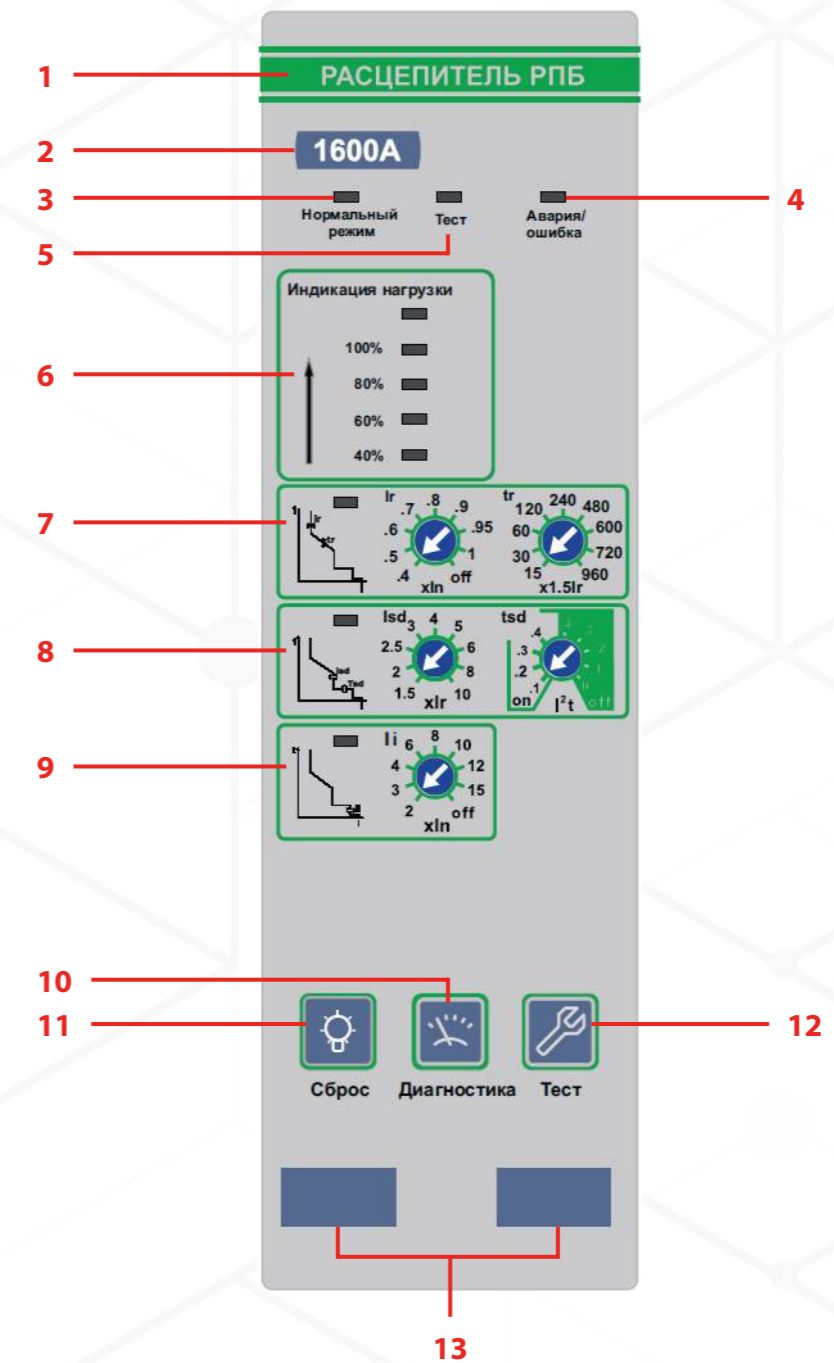 1 РАСЦЕПИТЕЛЬ РПБ
2 1600А
3 4
Нормальный режим
Тест
Авария/ошибка
5
Индикация нагрузки
6
100%
80%
60%
40%
7
Ir
tr
.4 .5 .6 .7 .8 .9 .95 1 off
xIn
15 30 60 120 240 480 600 720 960
x1.5Ir
8
Isd
Tsd
Isd
1.5 2 2.5 3 4 5 6 8 10
xIr
tsd
.1 .2 .3 .4
on I²t off
9
Ii
2 3 4 6 8 10 12 15 off
xIn
10
11 12
Сброс Диагностика Тест
13